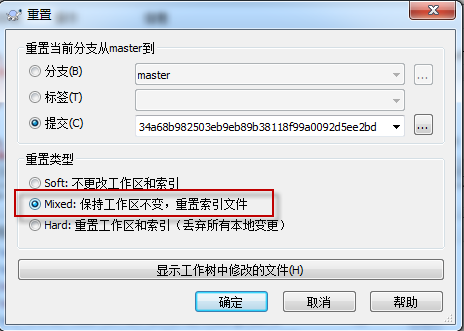 重置
重置当前分支从master到
分支(B)
master
...
标签(T)
提交(C)
34a68b982503eb9eb89b38118f99a0092d5ee2bd
...
重置类型
Soft: 不更改工作区和索引
Mixed: 保持工作区不变，重置索引文件
Hard: 重置工作区和索引（丢弃所有本地变更）
显示工作树中修改的文件(H)
确定
取消
帮助